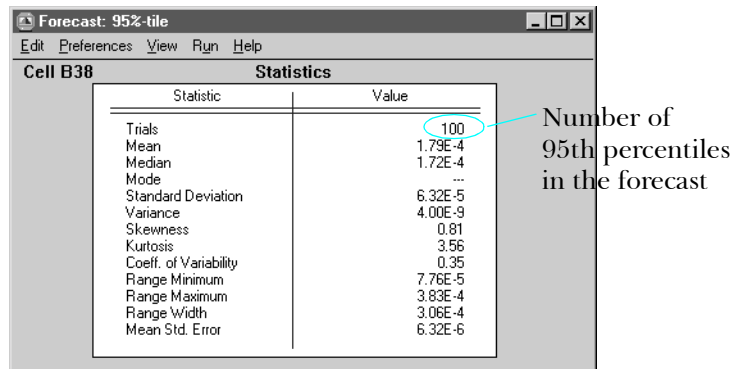 Forecast: 95%-tile
Edit Preferences View Run Help
Cell B38 Statistics
Statistic Value
Trials 100
Mean 1.79E-4
Median 1.72E-4
Mode ---
Standard Deviation 6.32E-5
Variance 4.00E-9
Skewness 0.81
Kurtosis 3.56
Coeff. of Variability 0.35
Range Minimum 7.76E-5
Range Maximum 3.83E-4
Range Width 3.06E-4
Mean Std. Error 6.32E-6
Number of
95th percentiles
in the forecast